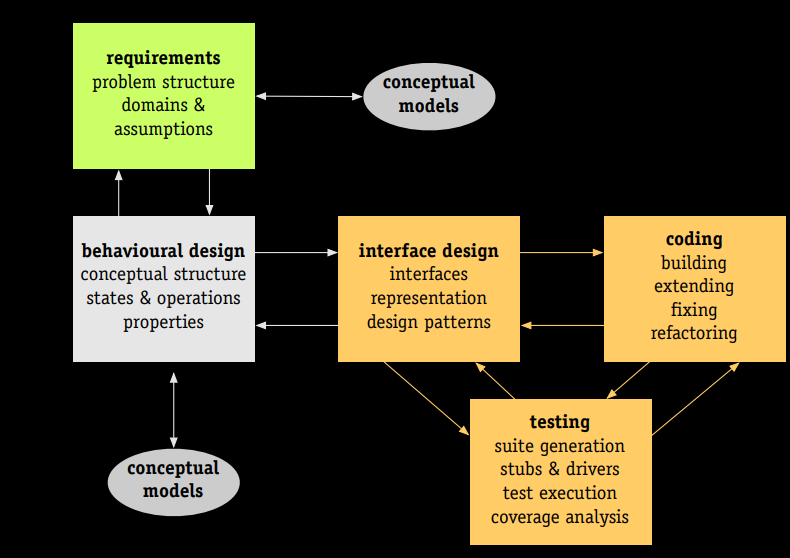 requirements
problem structure
domains &
assumptions
conceptual
models
behavioural design
conceptual structure
states & operations
properties
interface design
interfaces
representation
design patterns
coding
building
extending
fixing
refactoring
testing
suite generation
stubs & drivers
test execution
coverage analysis
conceptual
models